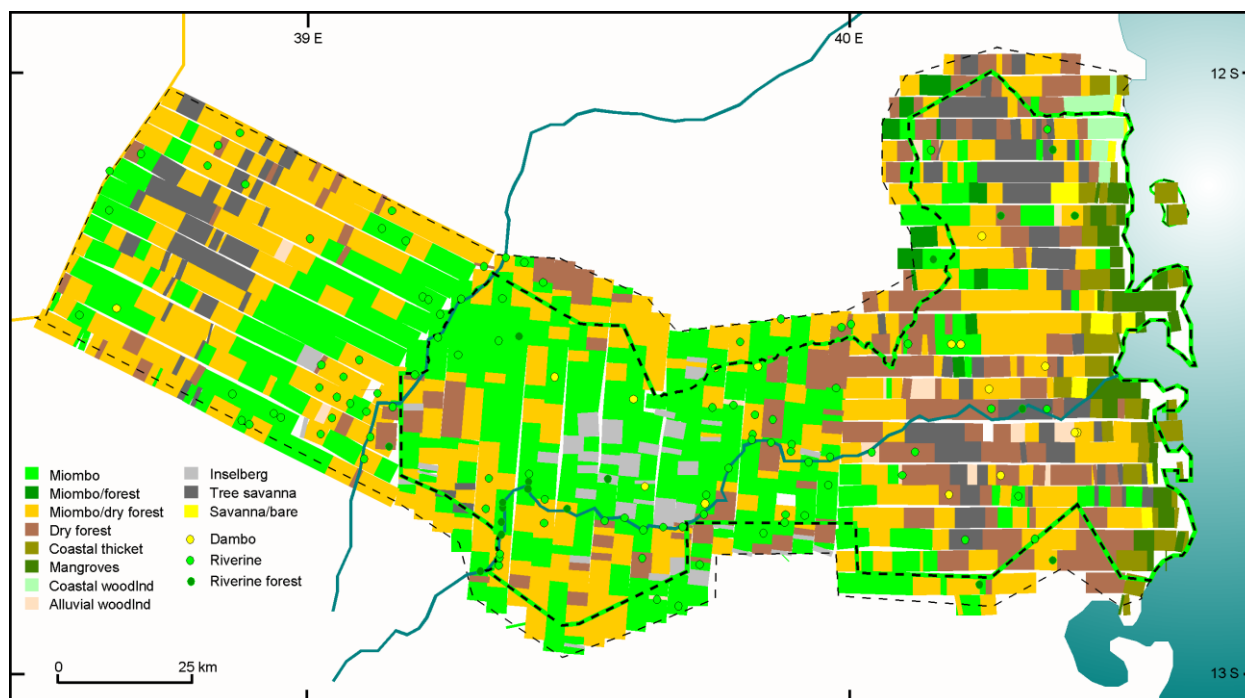 39 E
40 E
12 S
Miombo
Miombo/forest
Miombo/dry forest
Dry forest
Coastal thicket
Mangroves
Coastal woodlnd
Alluvial woodlnd
Inselberg
Tree savanna
Savanna/bare
Dambo
Riverine
Riverine forest
0
25 km
13 S